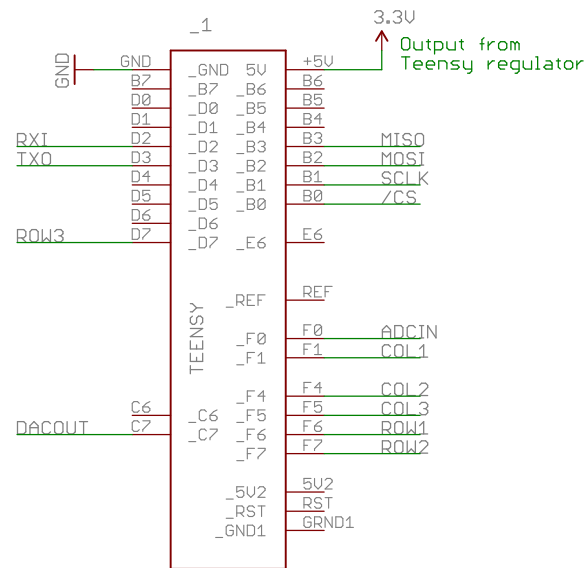 _1
3.3V
Output from
Teensy regulator
GND
GND _GND 5V +5V
B7 _B7 _B6 B6
D0 _D0 _B5 B5
D1 _D1 _B4 B4
RXI D2 _D2 _B3 B3 MISO
TXO D3 _D3 _B2 B2 MOSI
D4 _D4 _B1 B1 SCLK
D5 _D5 _B0 B0 /CS
D6 _D6
ROW3 D7 _D7 _E6 E6
_REF REF
TEENSY
_F0 F0 ADCIN
_F1 F1 COL1
_F4 F4 COL2
C6 _C6 _F5 F5 COL3
DACOUT C7 _C7 _F6 F6 ROW1
_F7 F7 ROW2
_5V2 5V2
_RST RST
_GND1 GRND1